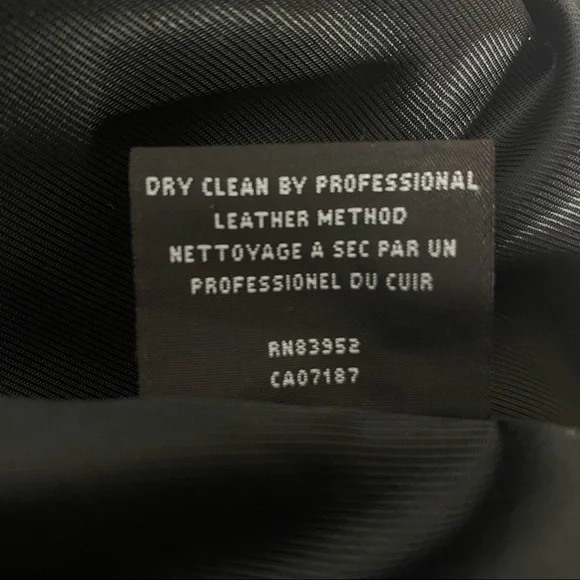 DRY CLEAN BY PROFESSIONAL
LEATHER METHOD
NETTOYAGE A SEC PAR UN
PROFESSIONEL DU CUIR
RN83952
CA07187